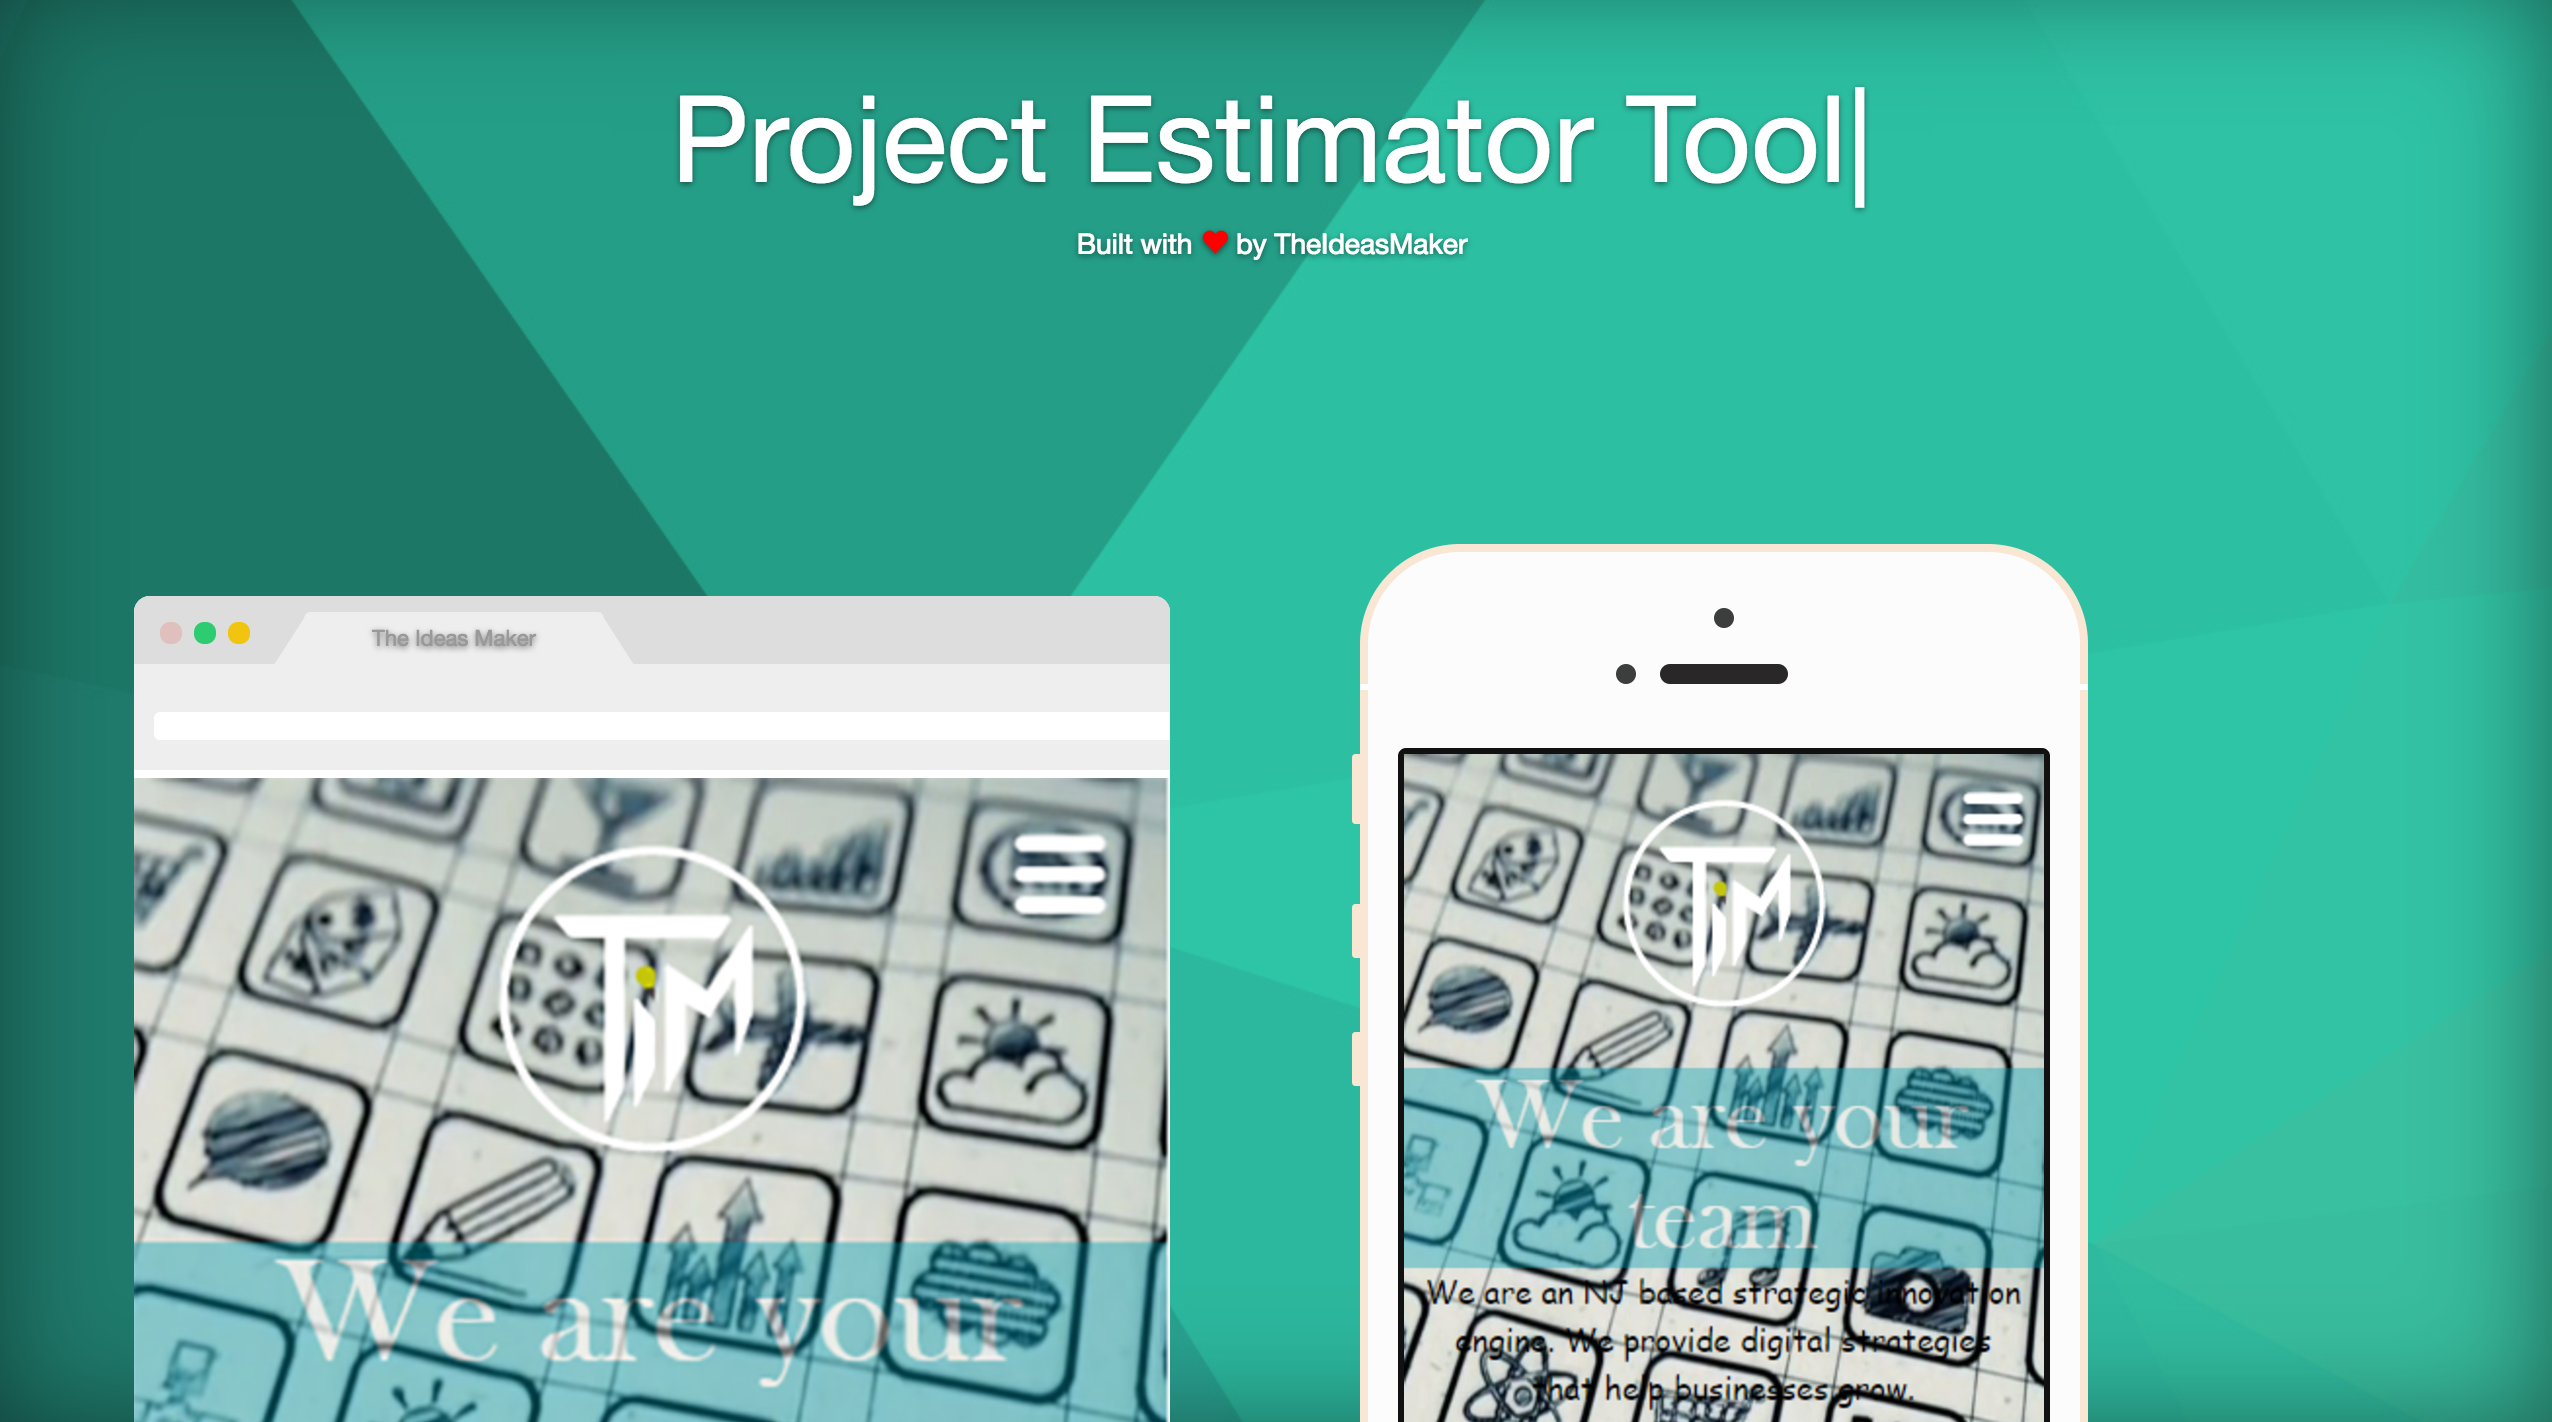 Project Estimator Tool
Built with ❤ by TheIdeasMaker
The Ideas Maker
TiM
We are your
TiM
We are your
team
We are an NJ based strategic innovation
engine. We provide digital strategies
that help businesses grow.